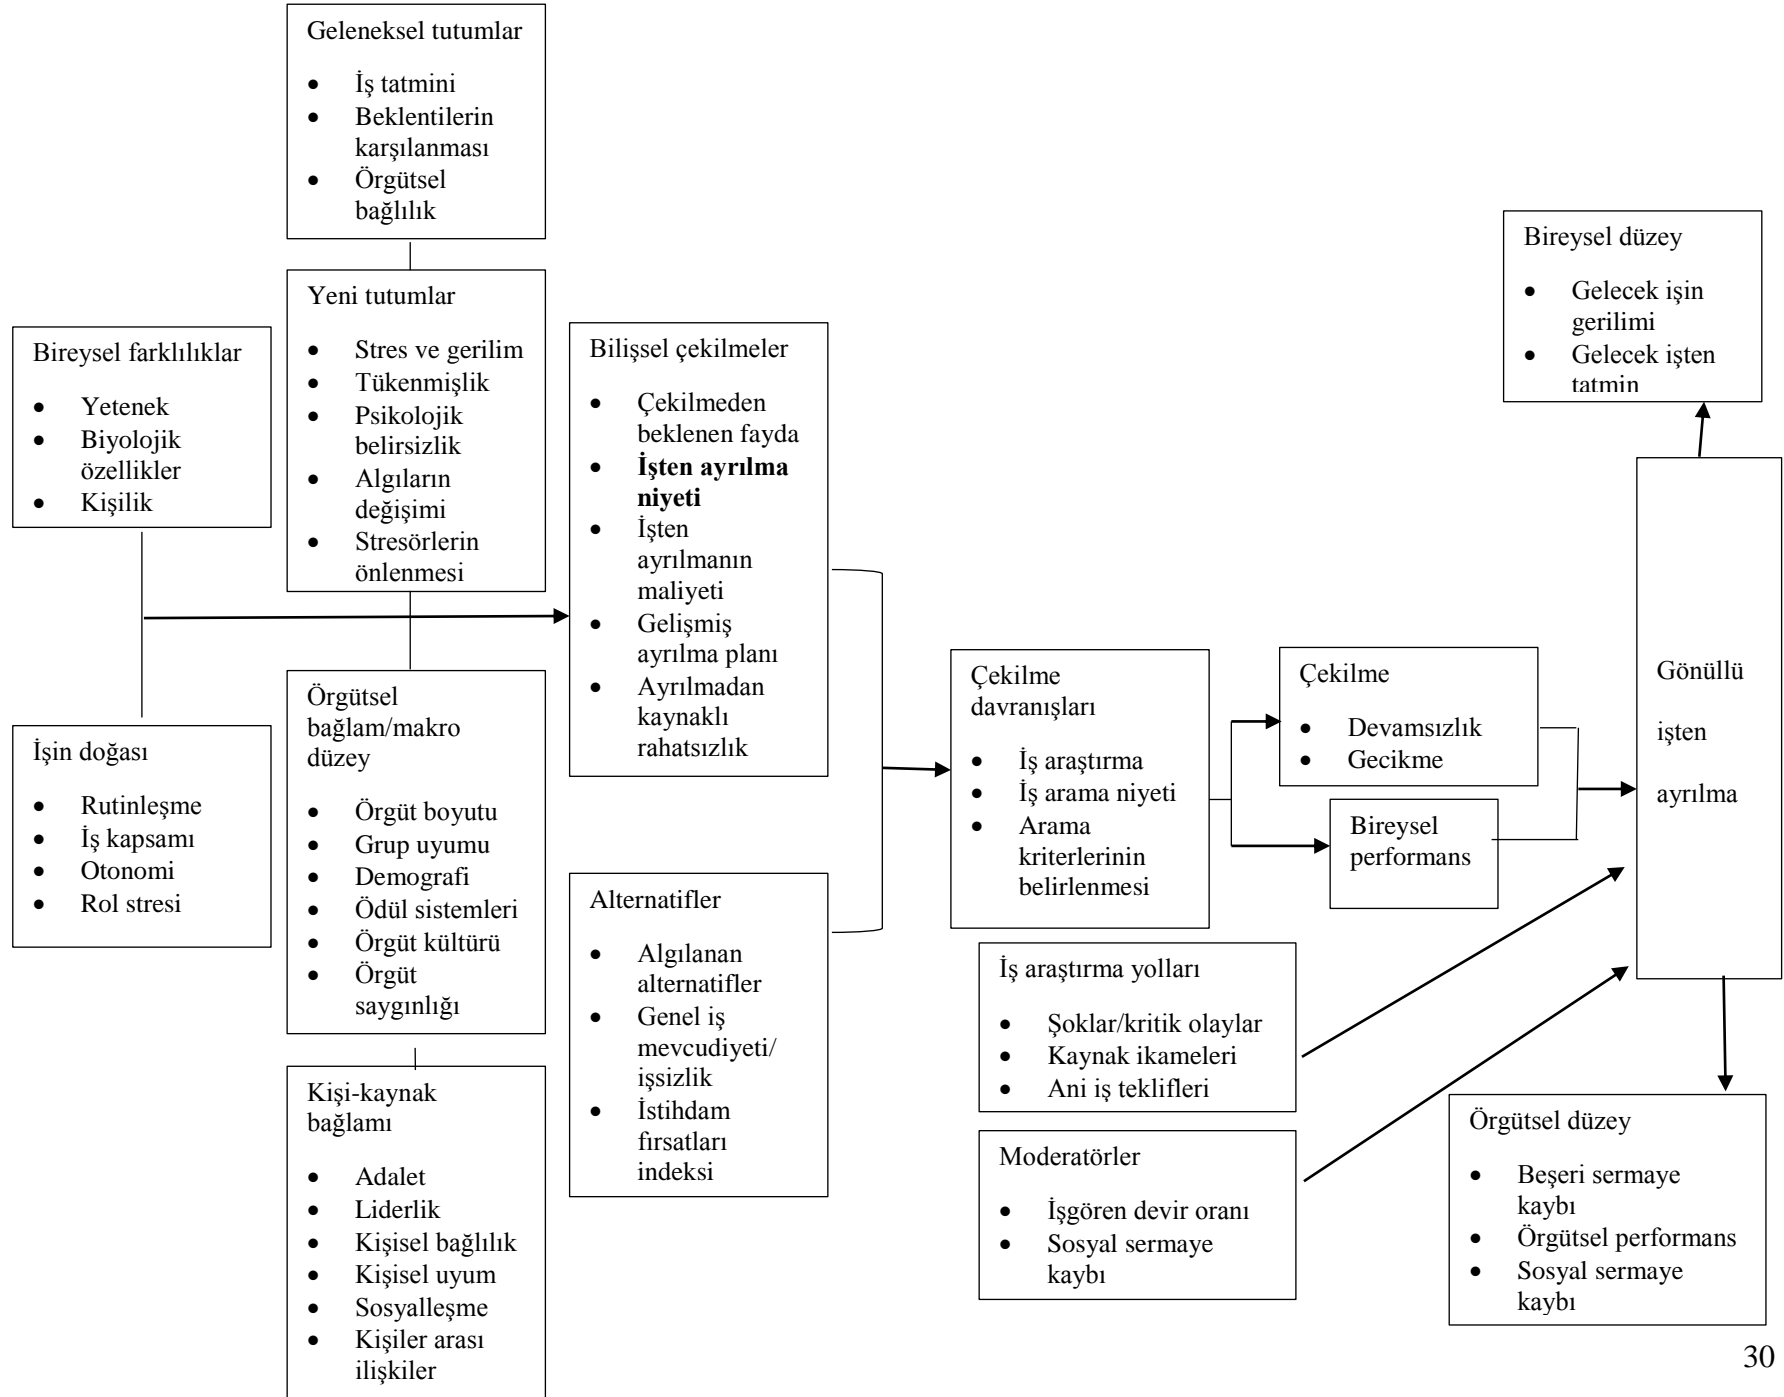 Geleneksel tutumlar
• İş tatmini
• Beklentilerin
karşılanması
• Örgütsel
bağlılık
Yeni tutumlar
• Stres ve gerilim
• Tükenmişlik
• Psikolojik
belirsizlik
• Algıların
değişimi
• Stresörlerin
önlenmesi
Bireysel farklılıklar
• Yetenek
• Biyolojik
özellikler
• Kişilik
İşin doğası
• Rutinleşme
• İş kapsamı
• Otonomi
• Rol stresi
Örgütsel
bağlam/makro
düzey
• Örgüt boyutu
• Grup uyumu
• Demografi
• Ödül sistemleri
• Örgüt kültürü
• Örgüt
saygınlığı
Kişi-kaynak
bağlamı
• Adalet
• Liderlik
• Kişisel bağlılık
• Kişisel uyum
• Sosyalleşme
• Kişiler arası
ilişkiler
Bilişsel çekilmeler
• Çekilmeden
beklenen fayda
• İşten ayrılma
niyeti
• İşten
ayrılmanın
maliyeti
• Gelişmiş
ayrılma planı
• Ayrılmadan
kaynaklı
rahatsızlık
Alternatifler
• Algılanan
alternatifler
• Genel iş
mevcudiyeti/
işsizlik
• İstihdam
fırsatları
indeksi
Çekilme
davranışları
• İş araştırma
• İş arama niyeti
• Arama
kriterlerinin
belirlenmesi
Çekilme
• Devamsızlık
• Gecikme
Bireysel
performans
İş araştırma yolları
• Şoklar/kritik olaylar
• Kaynak ikameleri
• Ani iş teklifleri
Moderatörler
• İşgören devir oranı
• Sosyal sermaye
kaybı
Bireysel düzey
• Gelecek işin
gerilimi
• Gelecek işten
tatmin
Gönüllü
işten
ayrılma
Örgütsel düzey
• Beşeri sermaye
kaybı
• Örgütsel performans
• Sosyal sermaye
kaybı
30